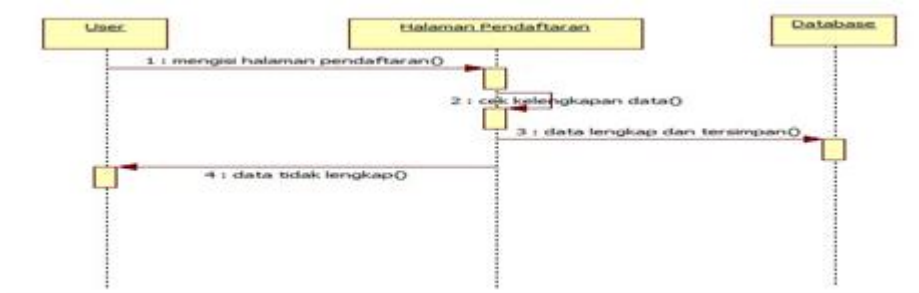 User
Halaman Pendaftaran
Database
1 : mengisi halaman pendaftaran()
2 : cek kelengkapan data()
3 : data lengkap dan tersimpan()
4 : data tidak lengkap()